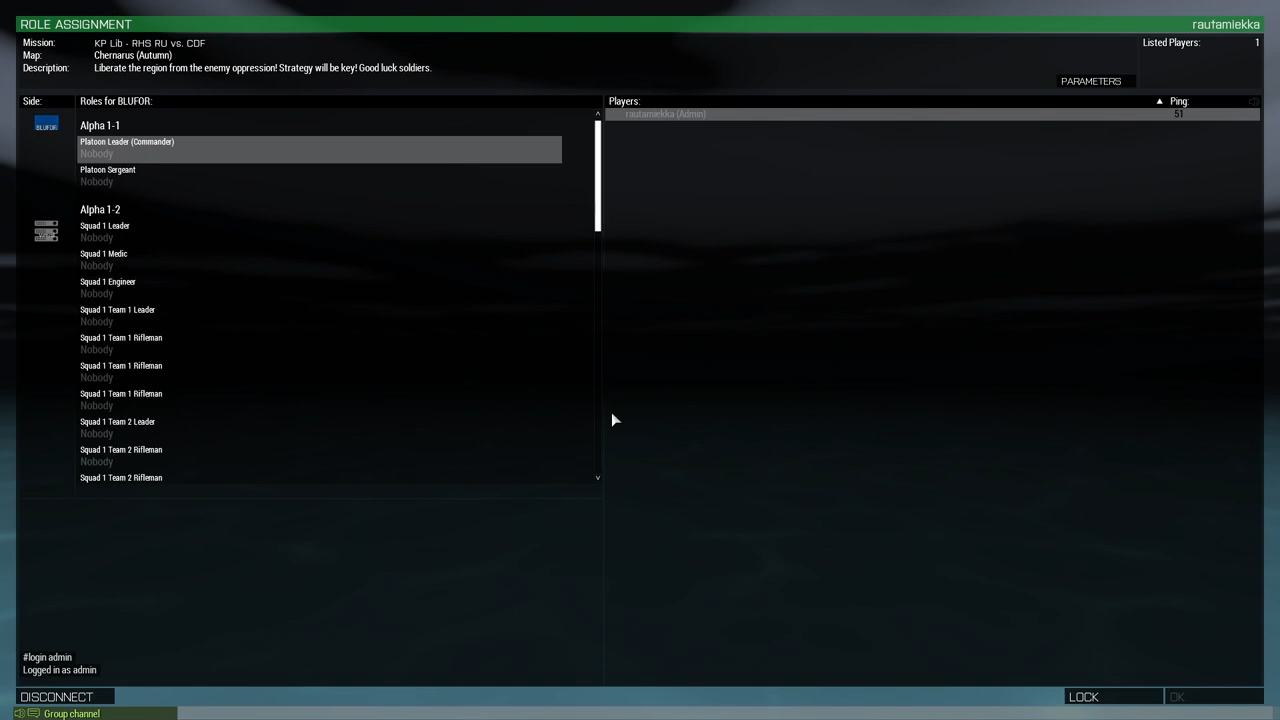 ROLE ASSIGNMENT
rautamiekka
Mission: KP Lib - RHS RU vs. CDF
Map: Chernarus (Autumn)
Description: Liberate the region from the enemy oppression! Strategy will be key! Good luck soldiers.
Listed Players: 1
PARAMETERS
Side:
Roles for BLUFOR:
Players:
Ping:
BLUFOR
rautamiekka (Admin)
51
Alpha 1-1
Platoon Leader (Commander)
Nobody
Platoon Sergeant
Nobody
Alpha 1-2
Squad 1 Leader
Nobody
Squad 1 Medic
Nobody
Squad 1 Engineer
Nobody
Squad 1 Team 1 Leader
Nobody
Squad 1 Team 1 Rifleman
Nobody
Squad 1 Team 1 Rifleman
Nobody
Squad 1 Team 1 Rifleman
Nobody
Squad 1 Team 2 Leader
Nobody
Squad 1 Team 2 Rifleman
Nobody
Squad 1 Team 2 Rifleman
#login admin
Logged in as admin
DISCONNECT
LOCK
OK
Group channel